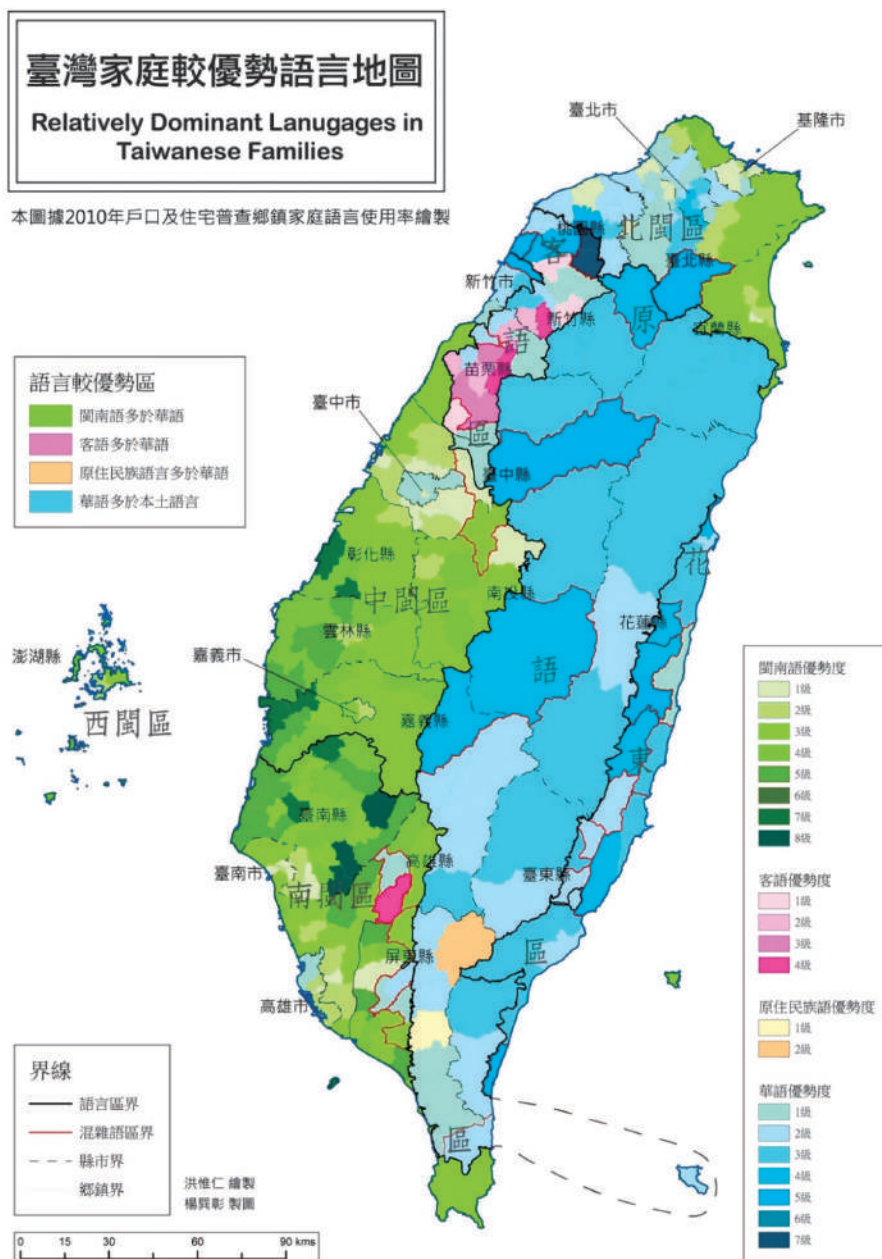 臺灣家庭較優勢語言地圖
Relatively Dominant Lanugages in
Taiwanese Families
本圖據2010年戶口及住宅普查鄉鎮家庭語言使用率繪製
臺北市
基隆市
桃園縣
北閩區
客
臺北縣
新竹市
原
宜蘭縣
新竹縣
語
苗栗縣
語言較優勢區
閩南語多於華語
客語多於華語
原住民族語言多於華語
華語多於本土語言
臺中市
區
臺中縣
彰化縣
花
中閩區
南投縣
雲林縣
花蓮縣
澎湖縣
西閩區
嘉義市
語
嘉義縣
東
臺南縣
高雄縣
臺南市
南閩區
臺東縣
屏東縣
區
高雄市
區
閩南語優勢度
1級
2級
3級
4級
5級
6級
7級
8級
客語優勢度
1級
2級
3級
4級
原住民族語優勢度
1級
2級
華語優勢度
1級
2級
3級
4級
5級
6級
7級
界線
語言區界
混雜語區界
縣市界
鄉鎮界
洪惟仁 繪製
楊巽彰 製圖
0 15 30 60 90 kms